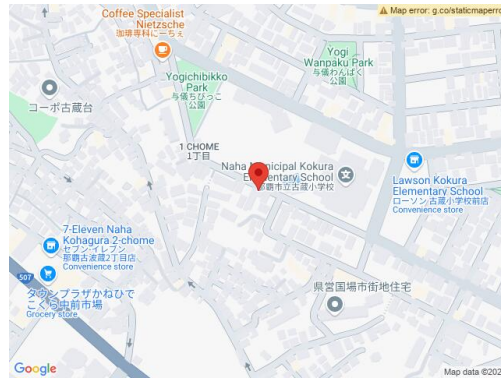 Map error: g.co/staticmaperro
Coffee Specialist
Nietzsche
珈琲専科にーちぇ
Yogi
Wanpaku Park
与儀わんぱく
公園
Yogichibikko
Park
与儀ちびっこ
公園
コーポ古蔵台
1 CHOME
1丁目
Naha Municipal Kokura
Elementary School
那覇市立古蔵小学校
Lawson Kokura
Elementary School
ローソン 古蔵小学校前店
Convenience store
7-Eleven Naha
Kohagura 2-chome
セブン-イレブン
那覇古波蔵2丁目店
Convenience store
507
タウンプラザかねひで
こくら中前市場
Grocery store
県営国場市街地住宅
Google
Map data ©202